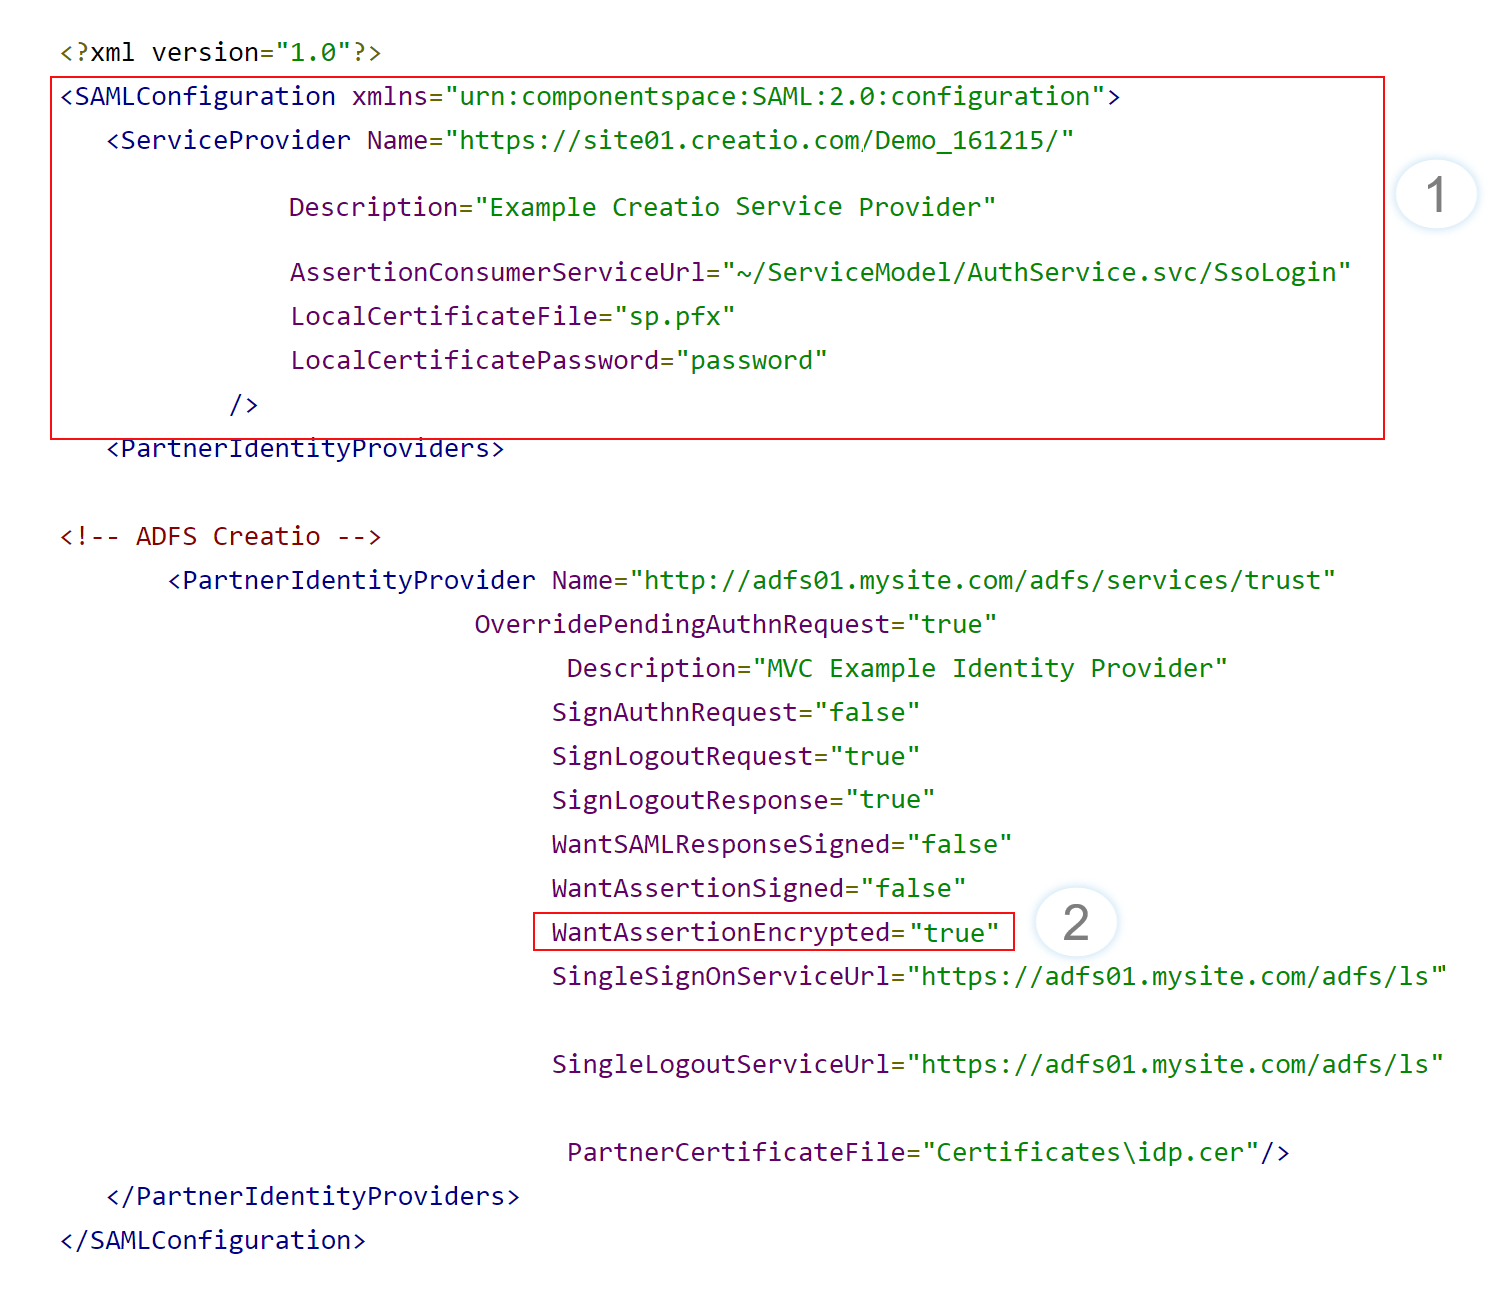 <?xml version="1.0"?>
<SAMLConfiguration xmlns="urn:componentspace:SAML:2.0:configuration">
<ServiceProvider Name="https://site01.creatio.com/Demo_161215/"
1
Description="Example Creatio Service Provider"
AssertionConsumerServiceUrl="~/ServiceModel/AuthService.svc/SsoLogin"
LocalCertificateFile="sp.pfx"
LocalCertificatePassword="password"
/>
<PartnerIdentityProviders>
<!-- ADFS Creatio -->
<PartnerIdentityProvider Name="http://adfs01.mysite.com/adfs/services/trust"
OverridePendingAuthnRequest="true"
Description="MVC Example Identity Provider"
SignAuthnRequest="false"
SignLogoutRequest="true"
SignLogoutResponse="true"
WantSAMLResponseSigned="false"
WantAssertionSigned="false"
WantAssertionEncrypted="true" 2
SingleSignOnServiceUrl="https://adfs01.mysite.com/adfs/ls"
SingleLogoutServiceUrl="https://adfs01.mysite.com/adfs/ls"
PartnerCertificateFile="Certificates\idp.cer"/>
</PartnerIdentityProviders>
</SAMLConfiguration>